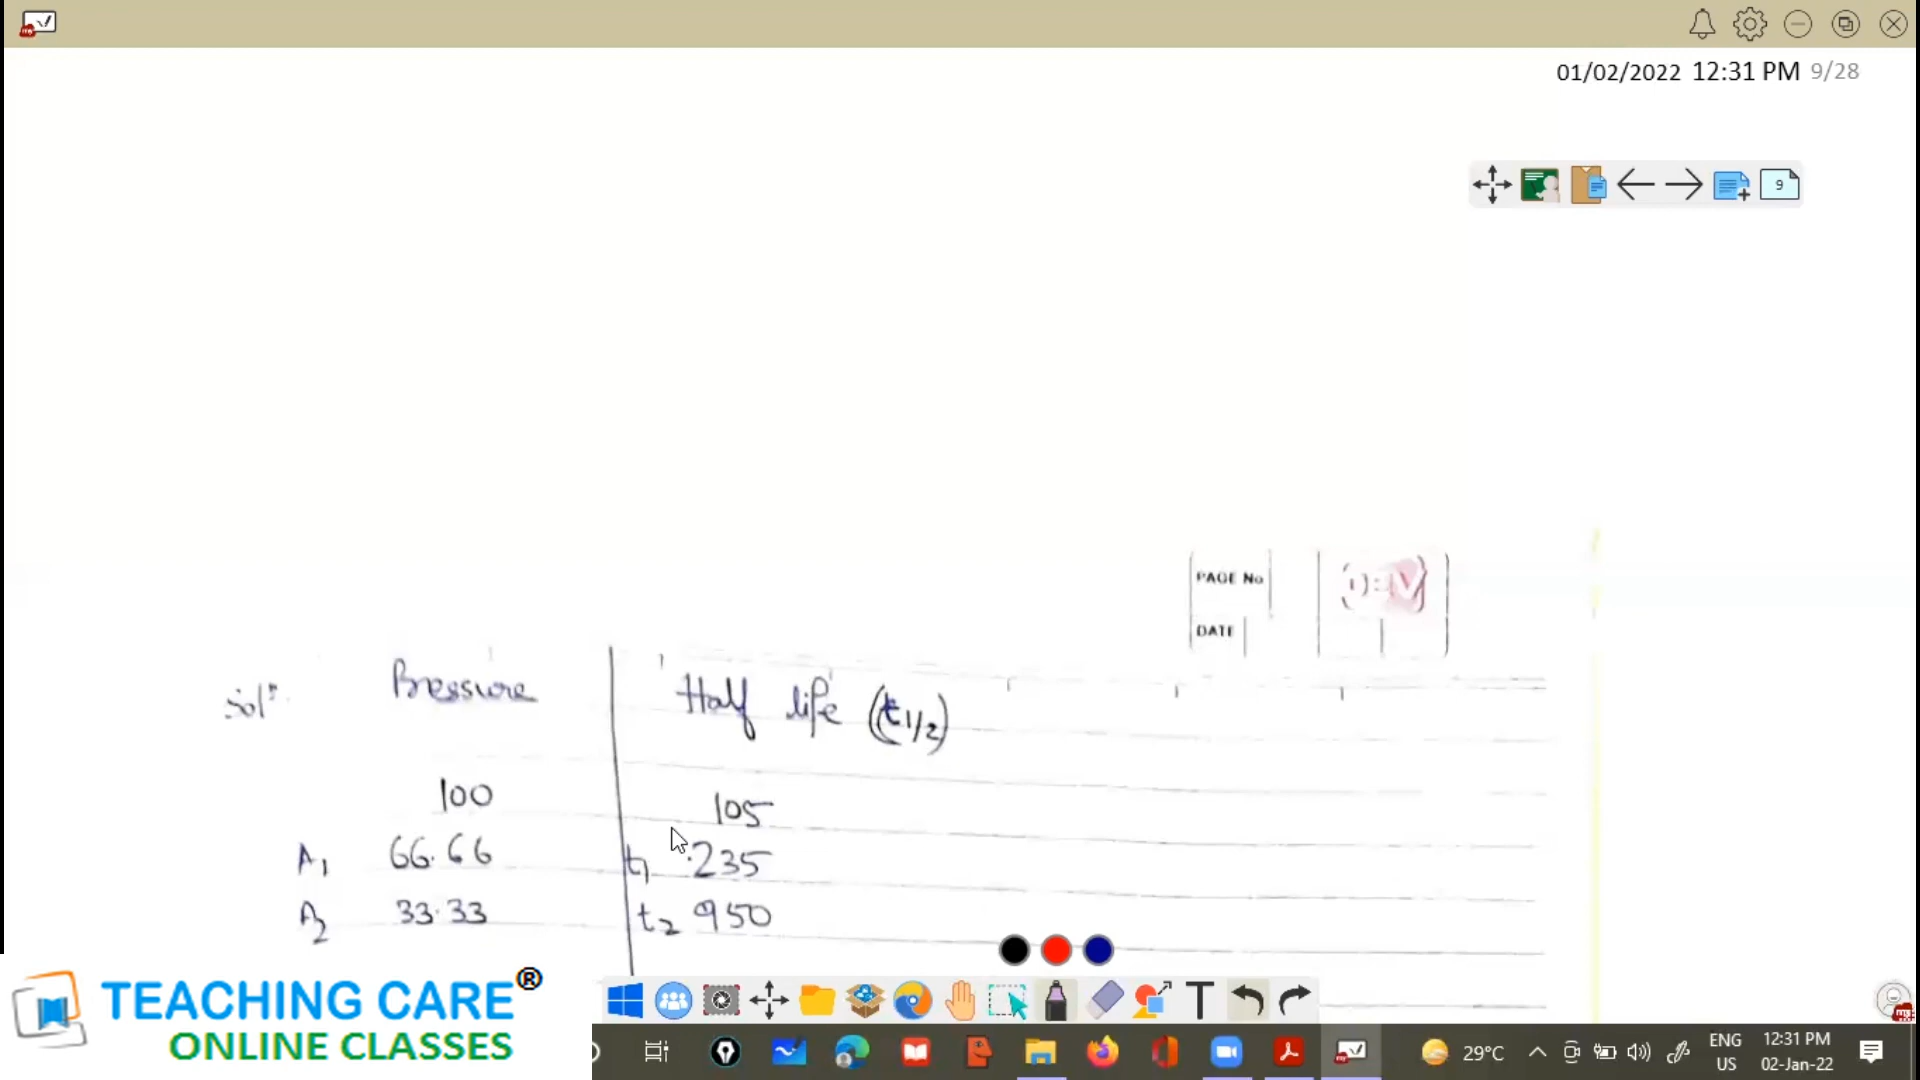 01/02/2022 12:31 PM 9/28
9
PAGE No
DATE
Soln. Pressure Half life (t1/2)
100 105
A1 66.66 t1 235
A2 33.33 t2 950
TEACHING CARE®
ONLINE CLASSES
T
29°C
ENG
US
12:31 PM
02-Jan-22